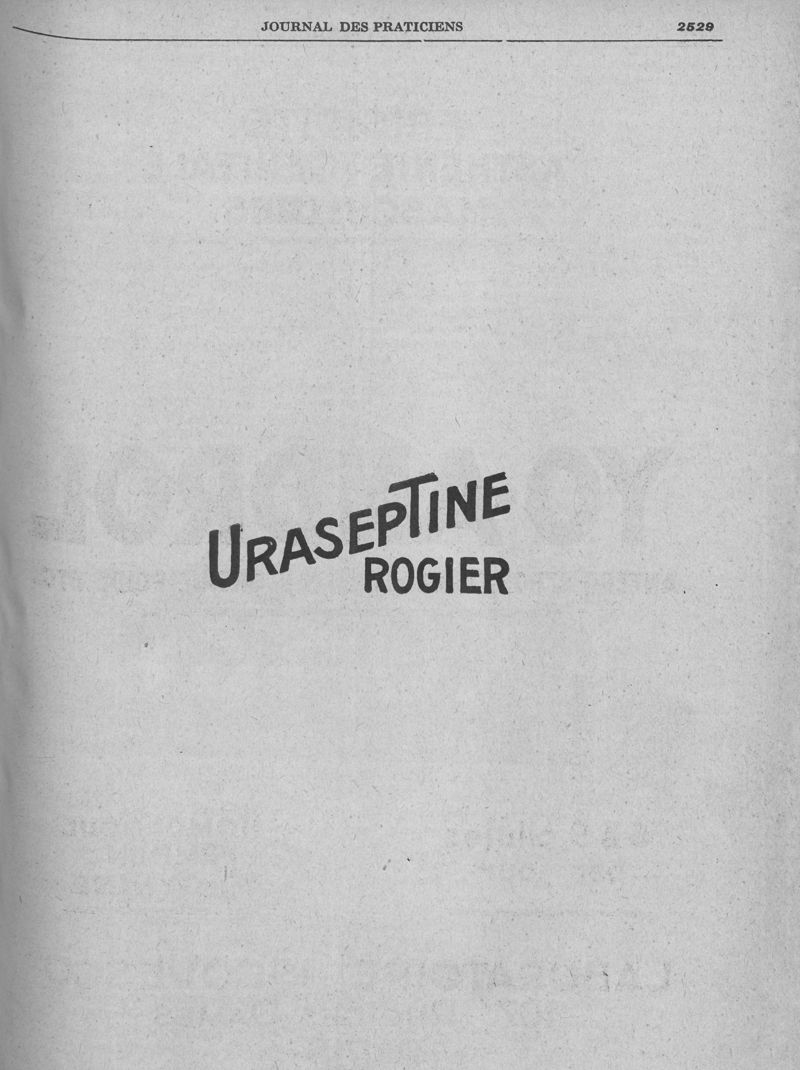 JOURNAL DES PRATICIENS 2529
URASEPTINE
ROGIER